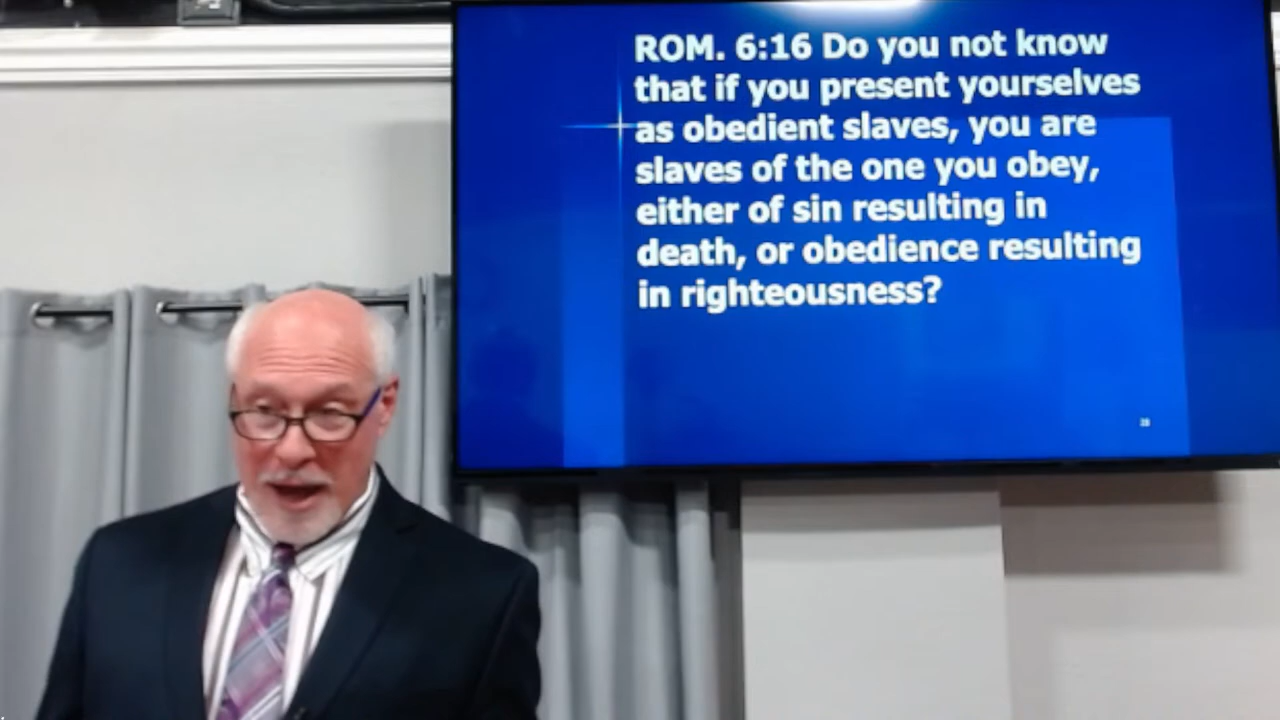 ROM. 6:16 Do you not know
that if you present yourselves
as obedient slaves, you are
slaves of the one you obey,
either of sin resulting in
death, or obedience resulting
in righteousness?